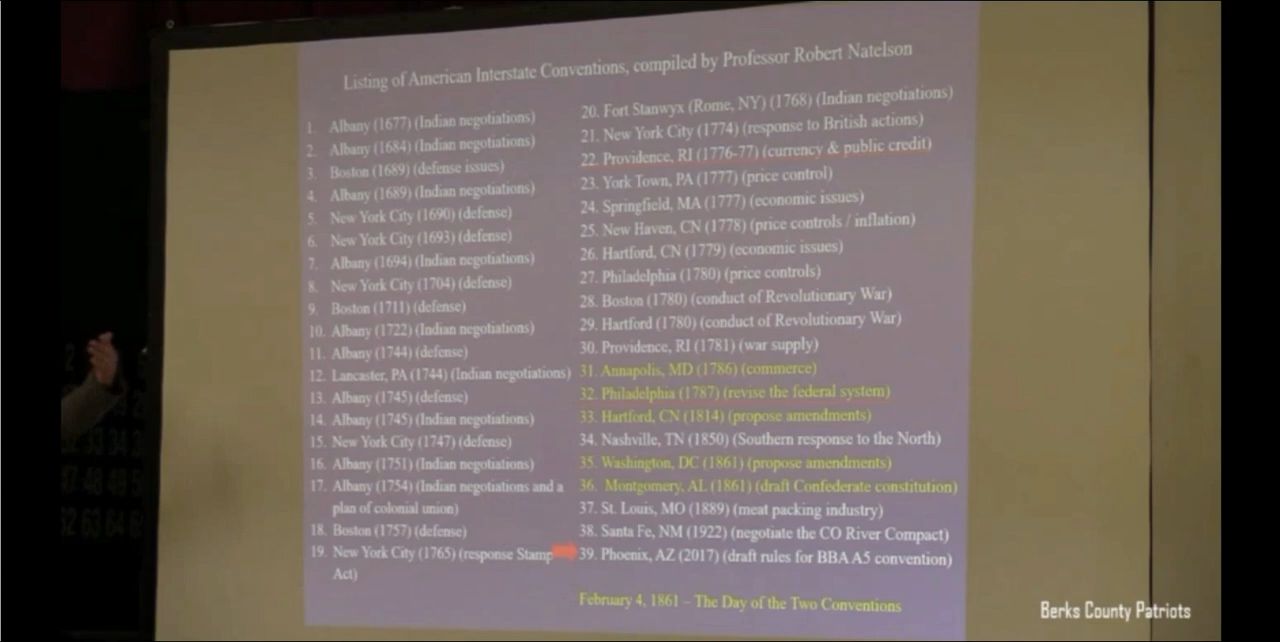 Listing of American Interstate Conventions, compiled by Professor Robert Natelson
1. Albany (1677) (Indian negotiations)
2. Albany (1684) (Indian negotiations)
3. Boston (1689) (defense issues)
4. Albany (1689) (Indian negotiations)
5. New York City (1690) (defense)
6. New York City (1693) (defense)
7. Albany (1694) (Indian negotiations)
8. New York City (1704) (defense)
9. Boston (1711) (defense)
10. Albany (1722) (Indian negotiations)
11. Albany (1744) (defense)
12. Lancaster, PA (1744) (Indian negotiations)
13. Albany (1745) (defense)
14. Albany (1745) (Indian negotiations)
15. New York City (1747) (defense)
16. Albany (1751) (Indian negotiations)
17. Albany (1754) (Indian negotiations and a
plan of colonial union)
18. Boston (1757) (defense)
19. New York City (1765) (response Stamp
Act)
20. Fort Stanwyx (Rome, NY) (1768) (Indian negotiations)
21. New York City (1774) (response to British actions)
22. Providence, RI (1776-77) (currency & public credit)
23. York Town, PA (1777) (price control)
24. Springfield, MA (1777) (economic issues)
25. New Haven, CN (1778) (price controls / inflation)
26. Hartford, CN (1779) (economic issues)
27. Philadelphia (1780) (price controls)
28. Boston (1780) (conduct of Revolutionary War)
29. Hartford (1780) (conduct of Revolutionary War)
30. Providence, RI (1781) (war supply)
31. Annapolis, MD (1786) (commerce)
32. Philadelphia (1787) (revise the federal system)
33. Hartford, CN (1814) (propose amendments)
34. Nashville, TN (1850) (Southern response to the North)
35. Washington, DC (1861) (propose amendments)
36. Montgomery, AL (1861) (draft Confederate constitution)
37. St. Louis, MO (1889) (meat packing industry)
38. Santa Fe, NM (1922) (negotiate the CO River Compact)
39. Phoenix, AZ (2017) (draft rules for BBA A5 convention)
February 4, 1861 – The Day of the Two Conventions
Berks County Patriots